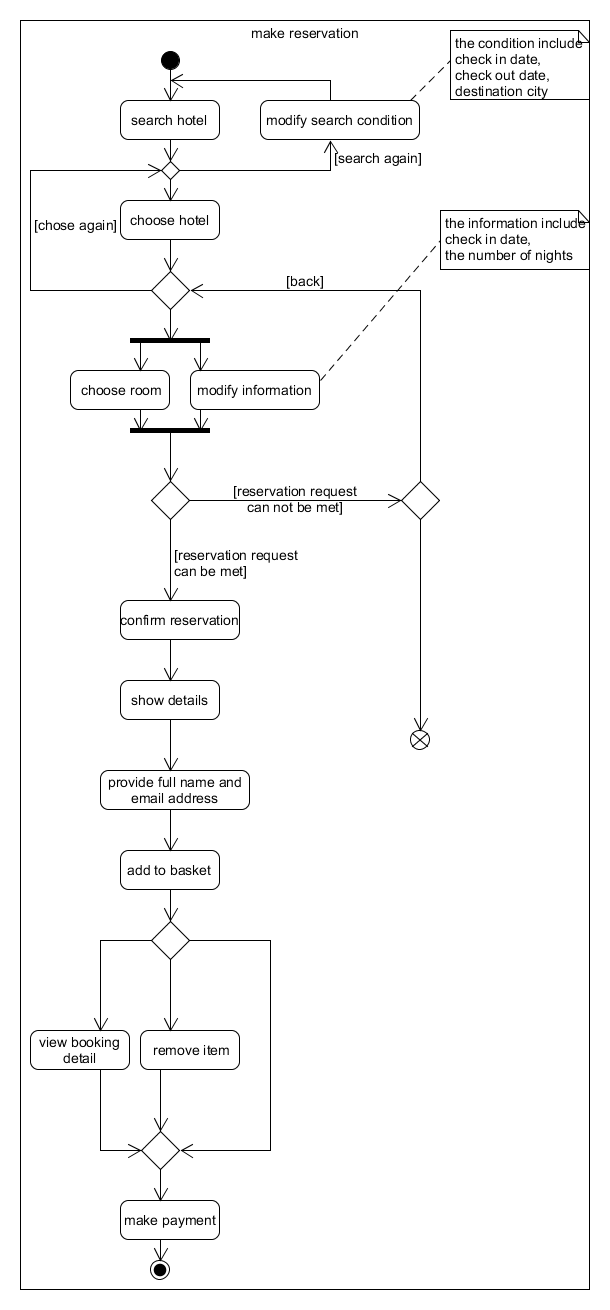 make reservation
the condition include
check in date,
check out date,
destination city
search hotel
modify search condition
[search again]
choose hotel
[chose again]
the information include
check in date,
the number of nights
[back]
choose room
modify information
[reservation request
can not be met]
[reservation request
can be met]
confirm reservation
show details
provide full name and
email address
add to basket
view booking
detail
remove item
make payment